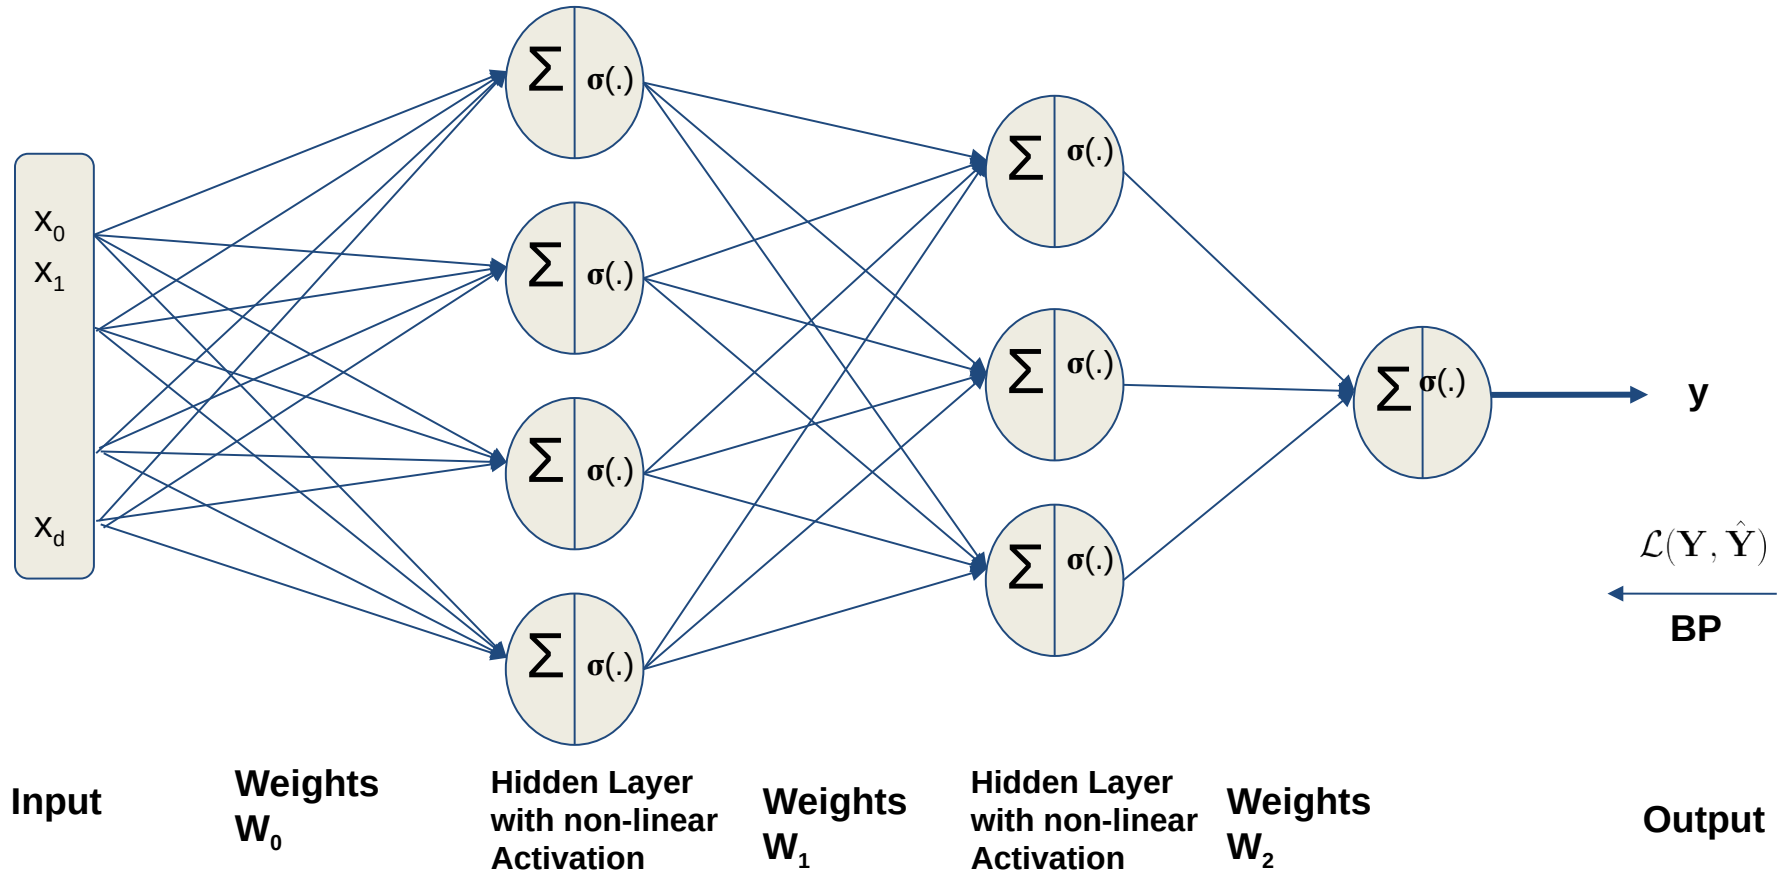 x₀
x₁
x_d
Σ σ(.)
Σ σ(.)
Σ σ(.)
Σ σ(.)
Σ σ(.)
Σ σ(.)
Σ σ(.)
Σ σ(.)
y
ℒ(Y, Ŷ)
BP
Input
Weights
W₀
Hidden Layer
with non-linear
Activation
Weights
W₁
Hidden Layer
with non-linear
Activation
Weights
W₂
Output